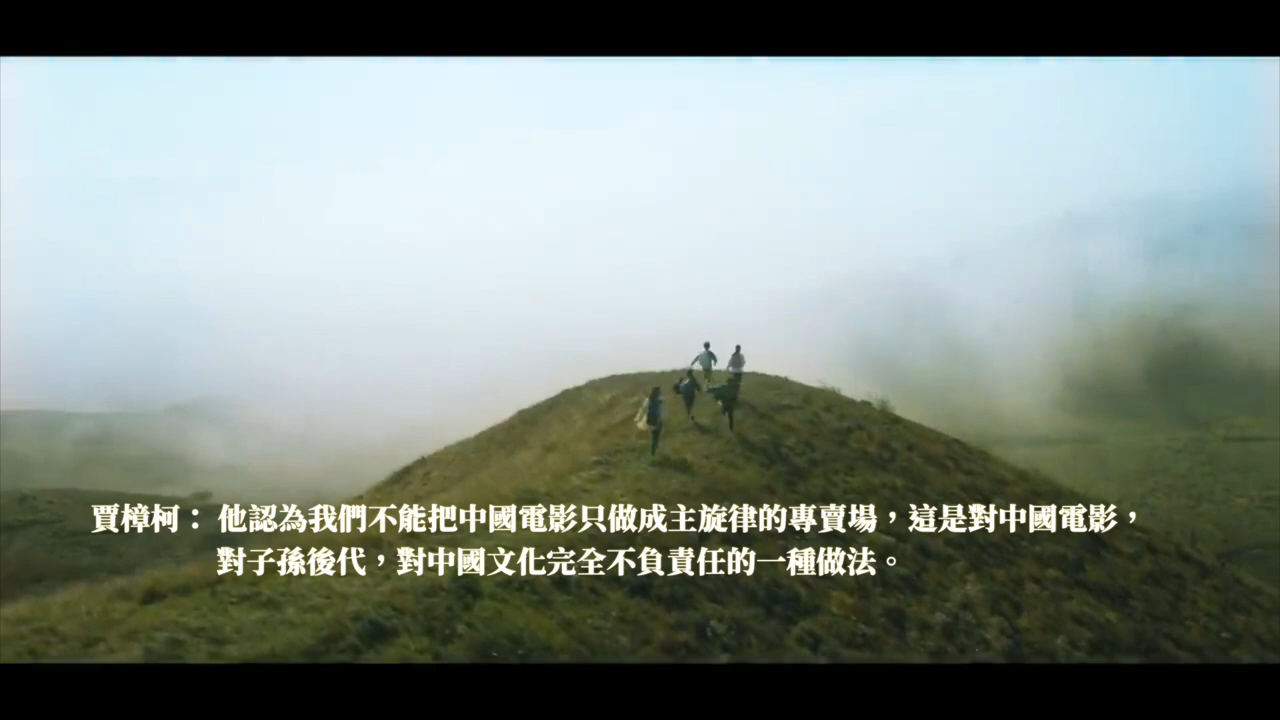 賈樟柯： 他認為我們不能把中國電影只做成主旋律的專賣場，這是對中國電影，
對子孫後代，對中國文化完全不負責任的一種做法。